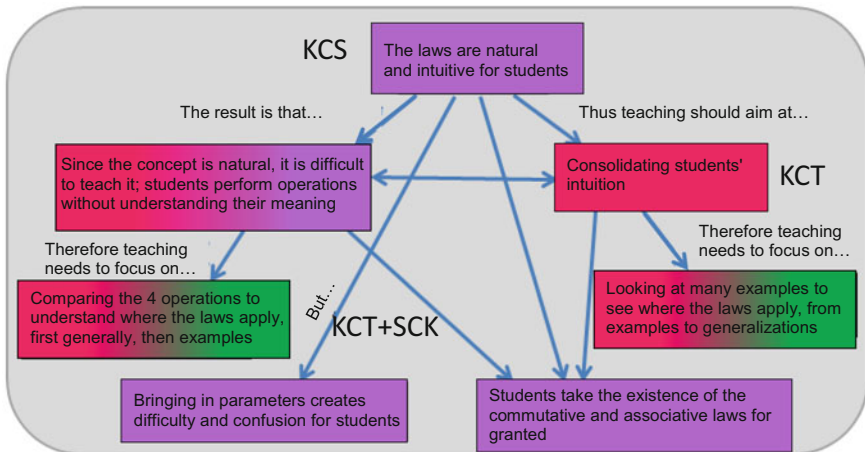 KCS
The laws are natural
and intuitive for students
The result is that…
Thus teaching should aim at…
Since the concept is natural, it is difficult
to teach it; students perform operations
without understanding their meaning
Consolidating students'
intuition
KCT
Therefore teaching
needs to focus on…
Therefore teaching
needs to focus on…
Comparing the 4 operations to
understand where the laws apply,
first generally, then examples
But…
KCT+SCK
Looking at many examples to
see where the laws apply, from
examples to generalizations
Bringing in parameters creates
difficulty and confusion for students
Students take the existence of the
commutative and associative laws for
granted